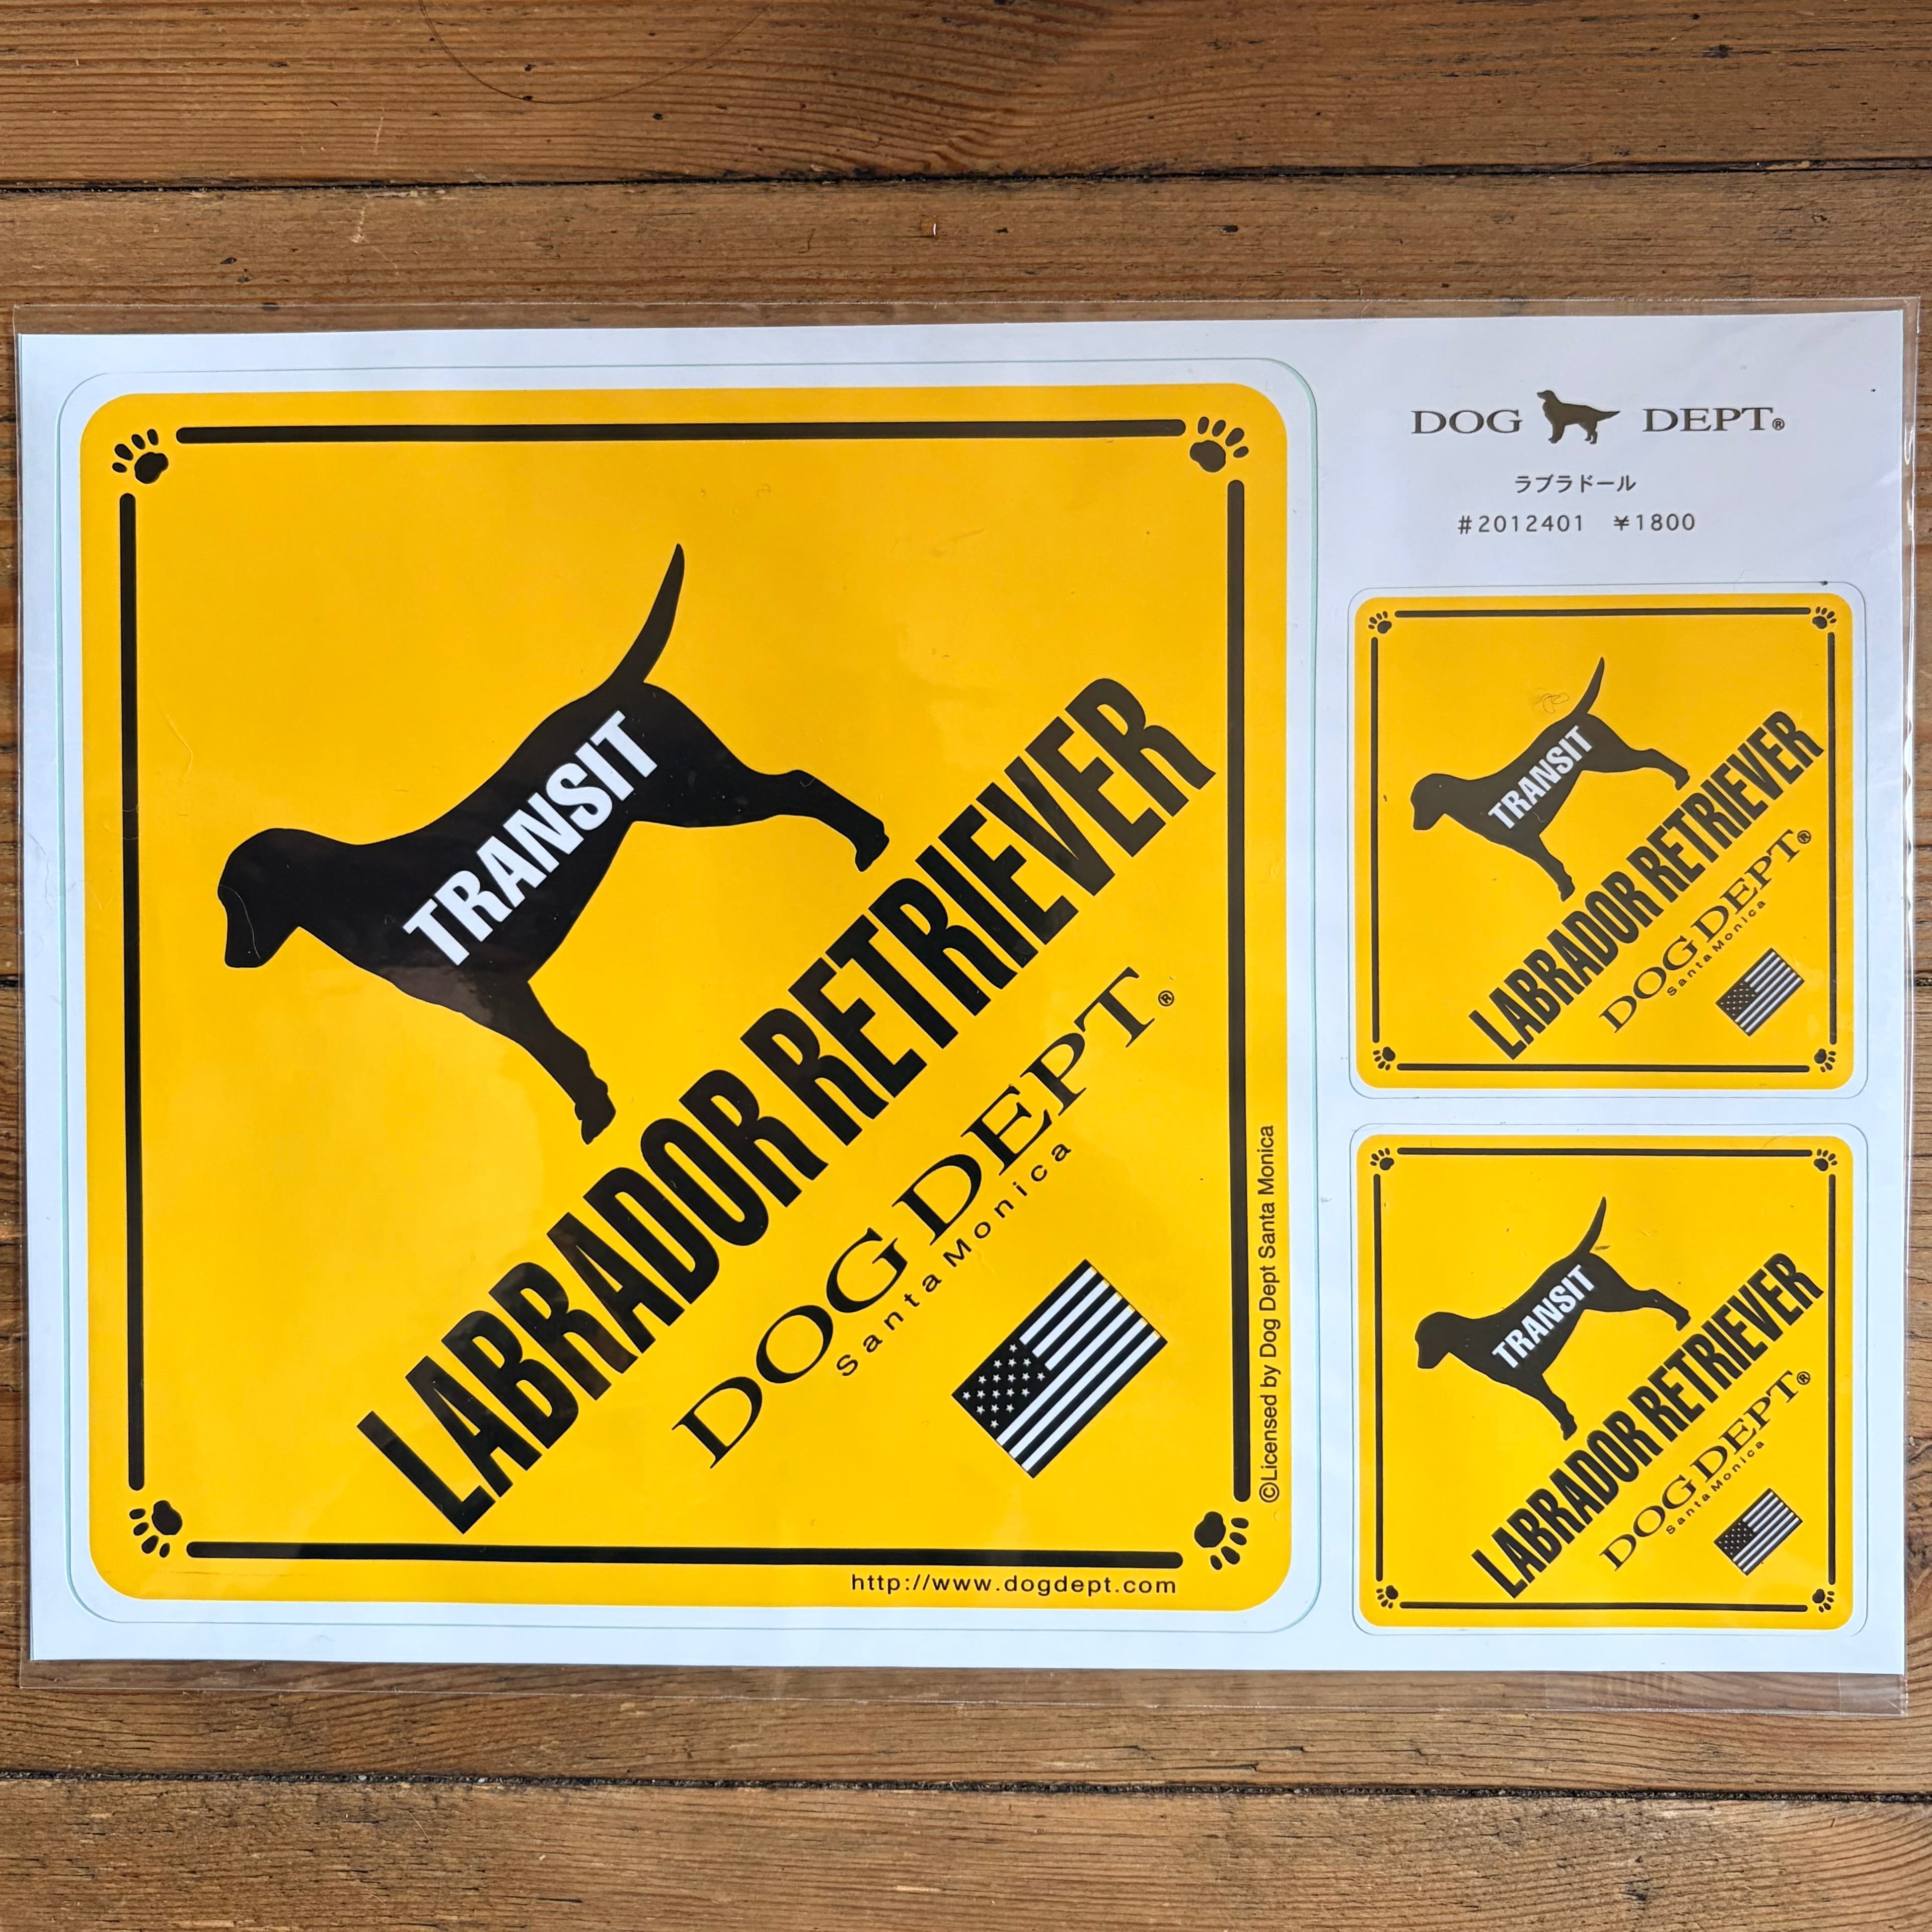 TRANSIT
LABRADOR RETRIEVER
DOG DEPT®
Santa Monica
©Licensed by Dog Dept Santa Monica
http://www.dogdept.com
DOG DEPT®
ラブラドール
#2012401 ¥1800
TRANSIT
LABRADOR RETRIEVER
DOG DEPT®
Santa Monica
TRANSIT
LABRADOR RETRIEVER
DOG DEPT®
Santa Monica